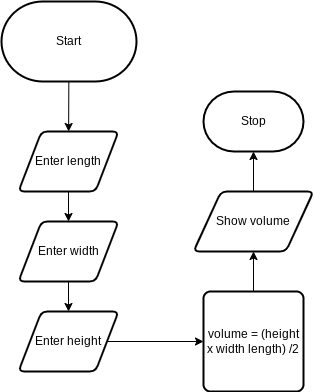 Start
Enter length
Enter width
Enter height
volume = (height
x width length) /2
Show volume
Stop